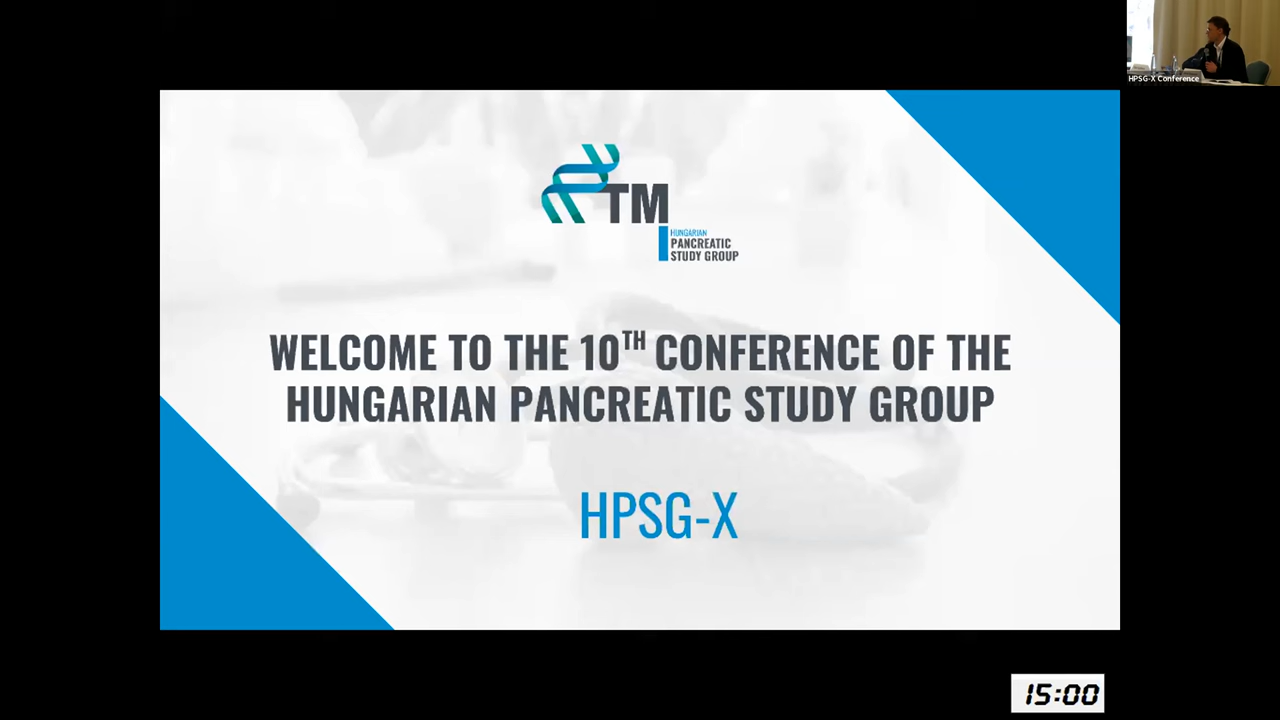 HPSG-X Conference
TM
HUNGARIAN
PANCREATIC
STUDY GROUP
WELCOME TO THE 10TH CONFERENCE OF THE
HUNGARIAN PANCREATIC STUDY GROUP
HPSG-X
15:00